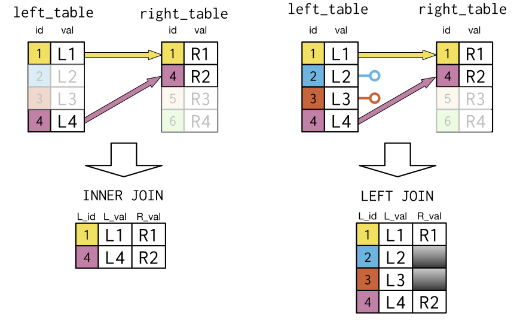 left_table right_table
id val id val
1 L1 1 R1
2 L2 4 R2
3 L3 5 R3
4 L4 6 R4
INNER JOIN
L_id L_val R_val
1 L1 R1
4 L4 R2
left_table right_table
id val id val
1 L1 1 R1
2 L2 4 R2
3 L3 5 R3
4 L4 6 R4
LEFT JOIN
L_id L_val R_val
1 L1 R1
2 L2
3 L3
4 L4 R2